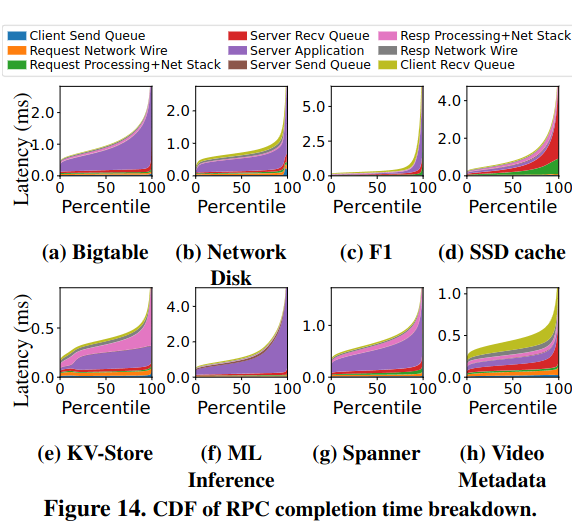 Client Send Queue Server Recv Queue Resp Processing+Net Stack
Request Network Wire Server Application Resp Network Wire
Request Processing+Net Stack Server Send Queue Client Recv Queue
Latency (ms)
2.0
1.0
0.0
0 50 100
Percentile
(a) Bigtable
2.0
1.0
0.0
0 50 100
Percentile
(b) Network
Disk
5.0
2.5
0.0
0 50 100
Percentile
(c) F1
4.0
2.0
0.0
0 50 100
Percentile
(d) SSD cache
Latency (ms)
0.5
0.0
0 50 100
Percentile
(e) KV-Store
4.0
2.0
0.0
0 50 100
Percentile
(f) ML
Inference
1.0
0.0
0 50 100
Percentile
(g) Spanner
1.0
0.5
0.0
0 50 100
Percentile
(h) Video
Metadata
Figure 14. CDF of RPC completion time breakdown.